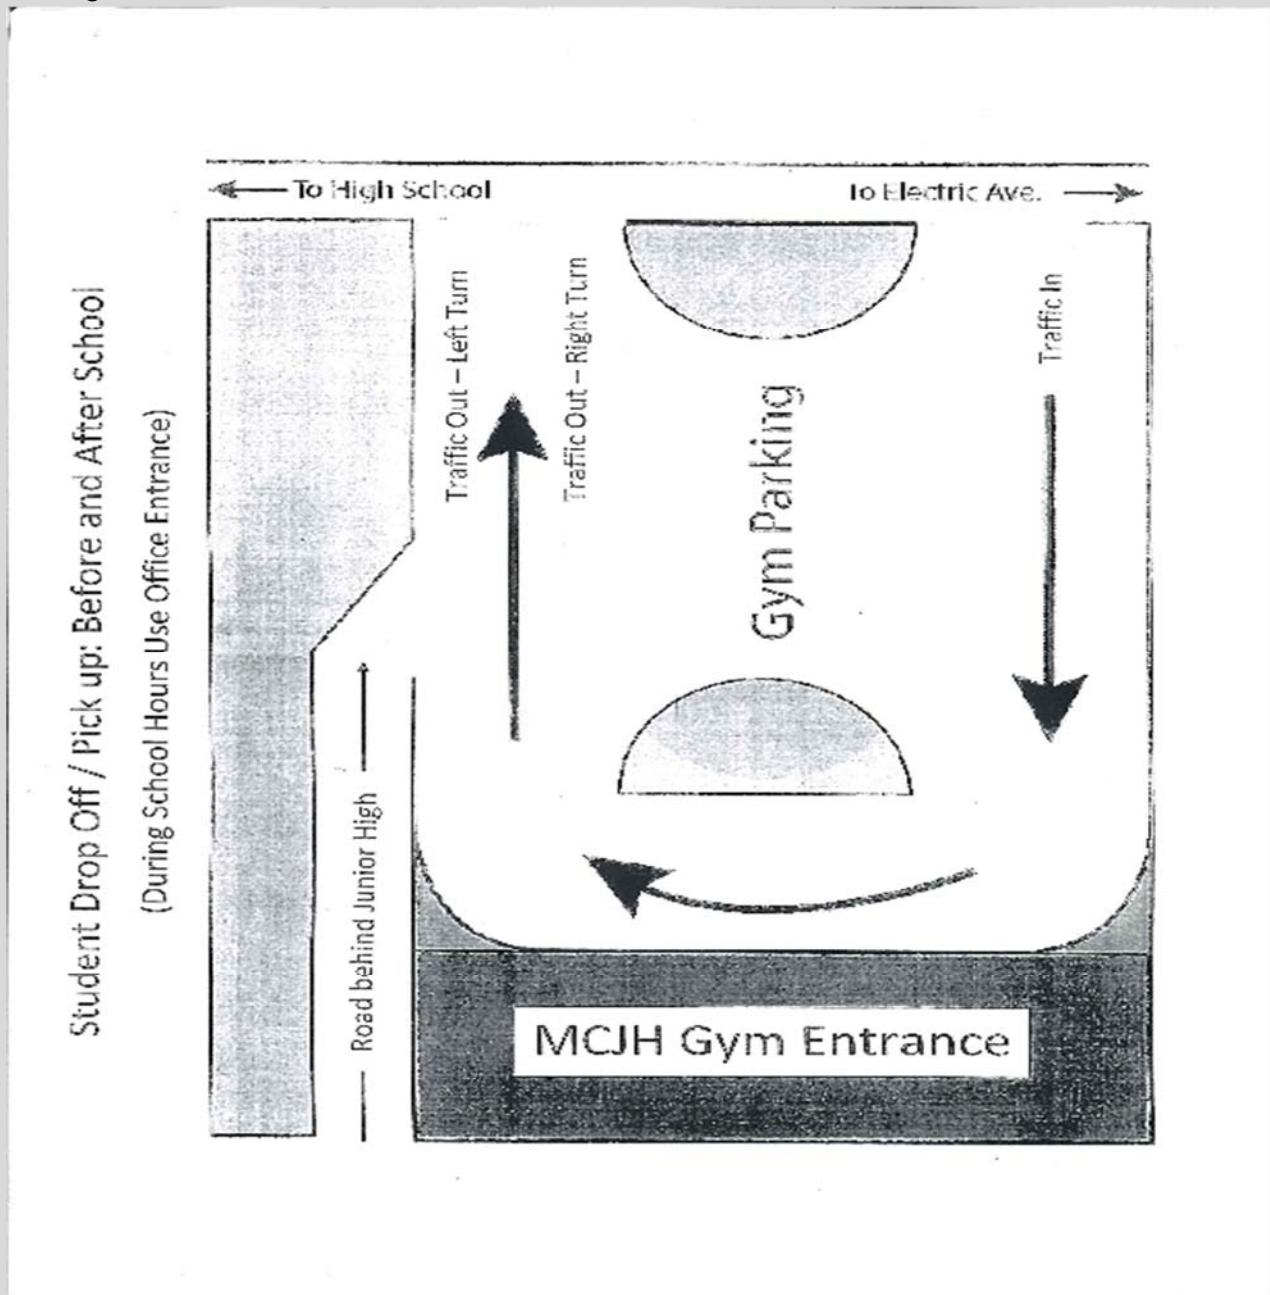 Student Drop Off / Pick up: Before and After School
(During School Hours Use Office Entrance)
To High School
To Electric Ave.
Traffic Out – Left Turn
Traffic Out – Right Turn
Gym Parking
Traffic In
Road behind Junior High
MCJH Gym Entrance